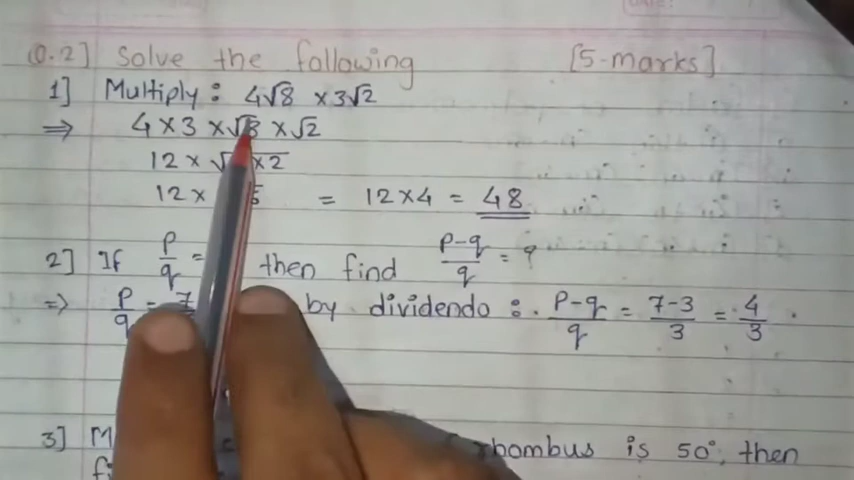 Q.2] Solve the following [5-marks]
1] Multiply: 4√8 ×3√2
⇒ 4×3 ×√8 ×√2
12 × √ ×2
12 × = 12×4 = 48
2] If p/q = then find p-q/q = ?
⇒ p/q = 7 by dividendo :. p-q/q = 7-3/3 = 4/3 .
3] M rhombus is 50°, then